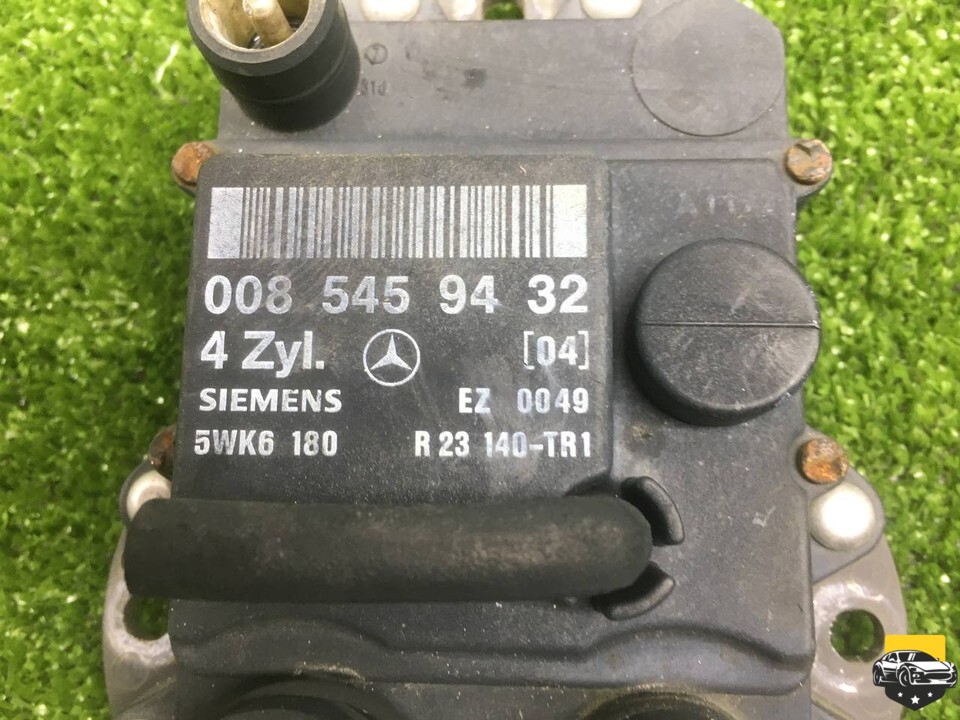 008 545 94 32
4 Zyl. [04]
SIEMENS EZ 0049
5WK6 180 R 23 140-TR1